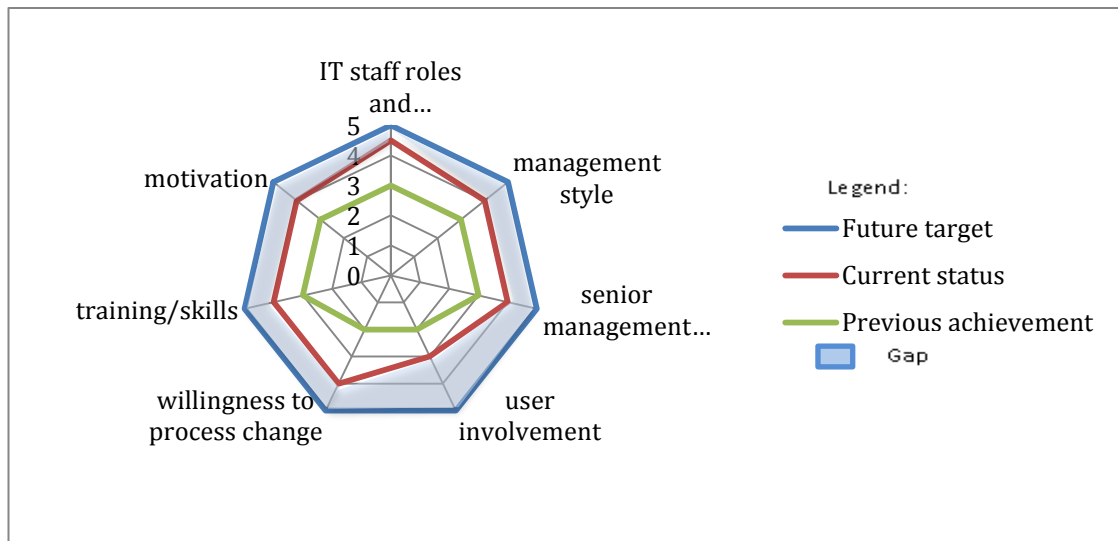 IT staff roles
and…
5
4
3
2
1
0
management
style
senior
management…
user
involvement
willingness to
process change
training/skills
motivation
Legend:
Future target
Current status
Previous achievement
Gap